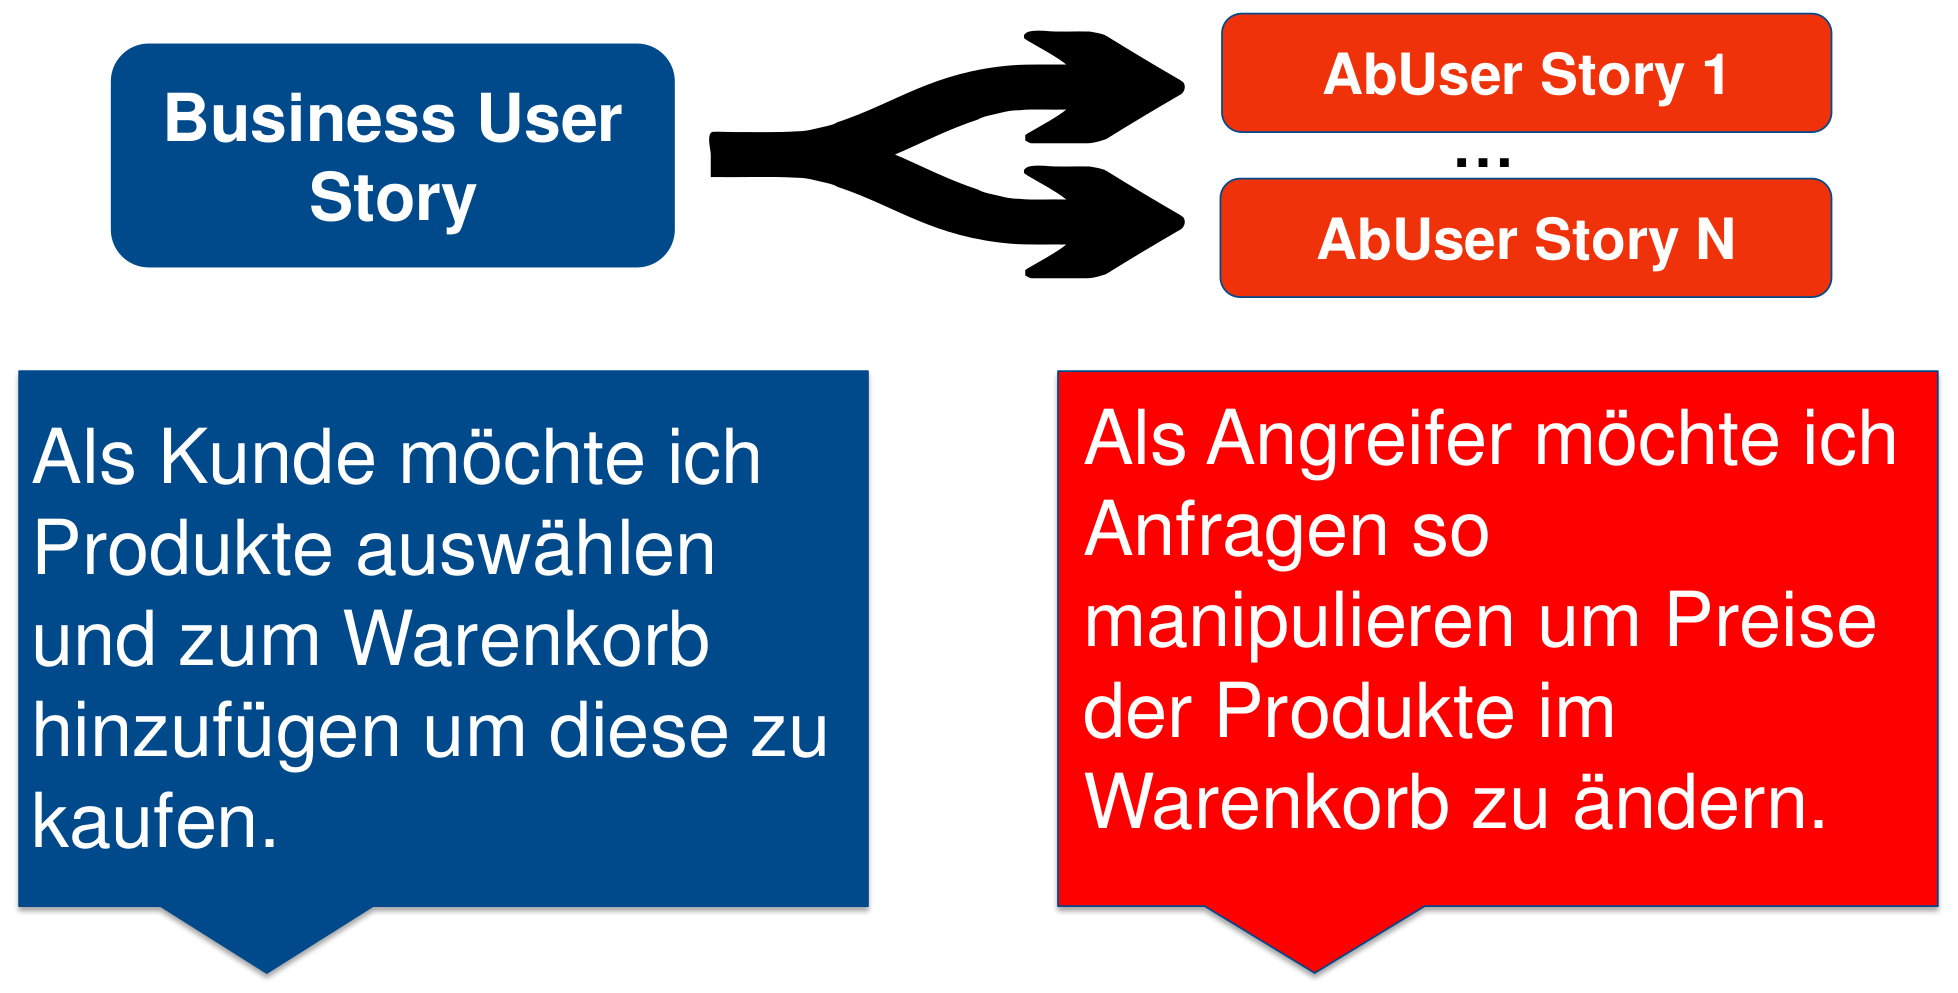 Business User
Story
AbUser Story 1
...
AbUser Story N
Als Kunde möchte ich
Produkte auswählen
und zum Warenkorb
hinzufügen um diese zu
kaufen.
Als Angreifer möchte ich
Anfragen so
manipulieren um Preise
der Produkte im
Warenkorb zu ändern.